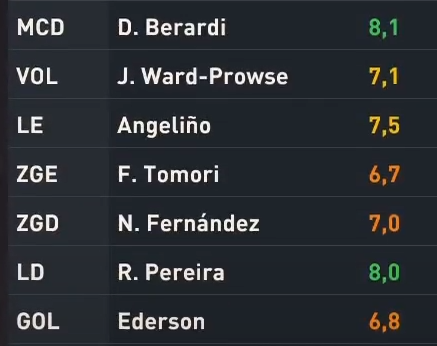 MCD D. Berardi 8,1
VOL J. Ward-Prowse 7,1
LE Angeliño 7,5
ZGE F. Tomori 6,7
ZGD N. Fernández 7,0
LD R. Pereira 8,0
GOL Ederson 6,8